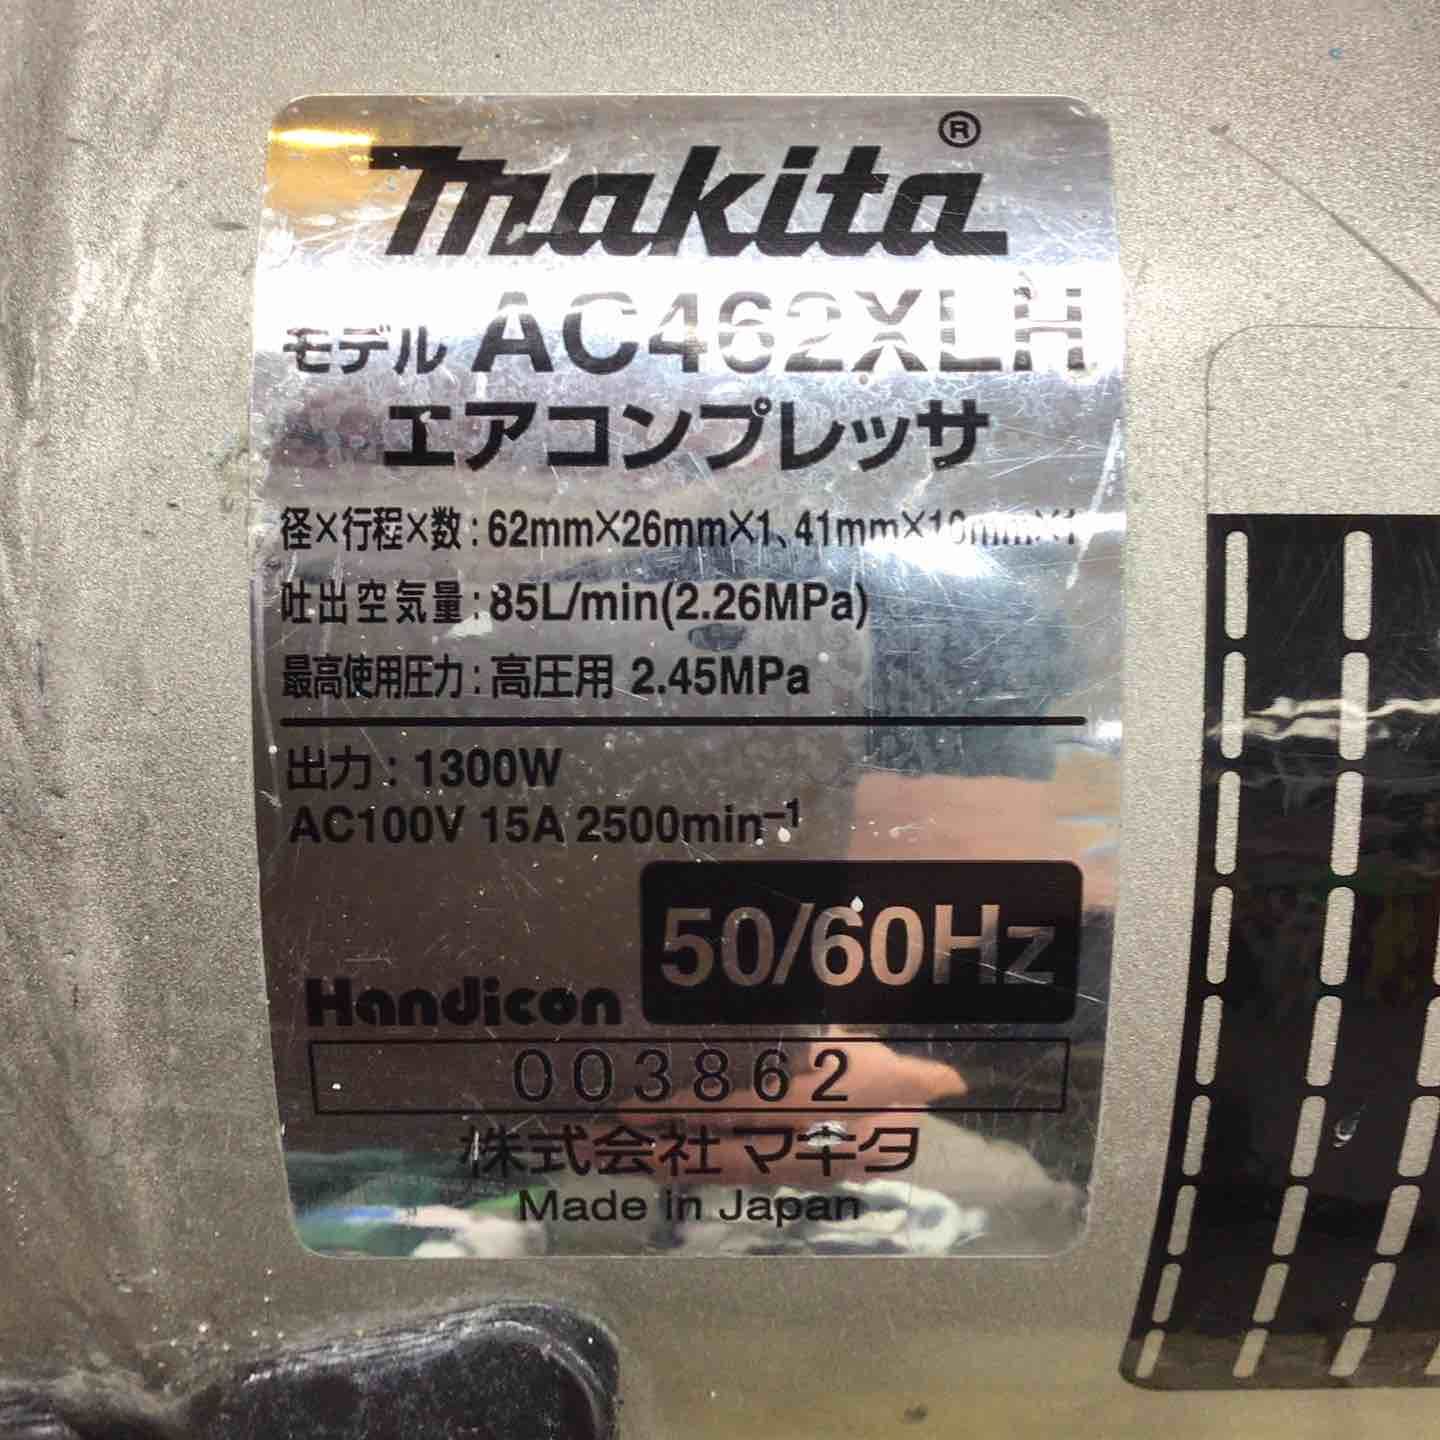 makita®
モデル AC462XLH
エアコンプレッサ
径×行程×数:62mm×26mm×1、41mm×10mm×1
吐出空気量:85L/min(2.26MPa)
最高使用圧力:高圧用 2.45MPa
出力:1300W
AC100V 15A 2500min⁻¹
50/60Hz
Handicon
003862
株式会社マキタ
Made in Japan